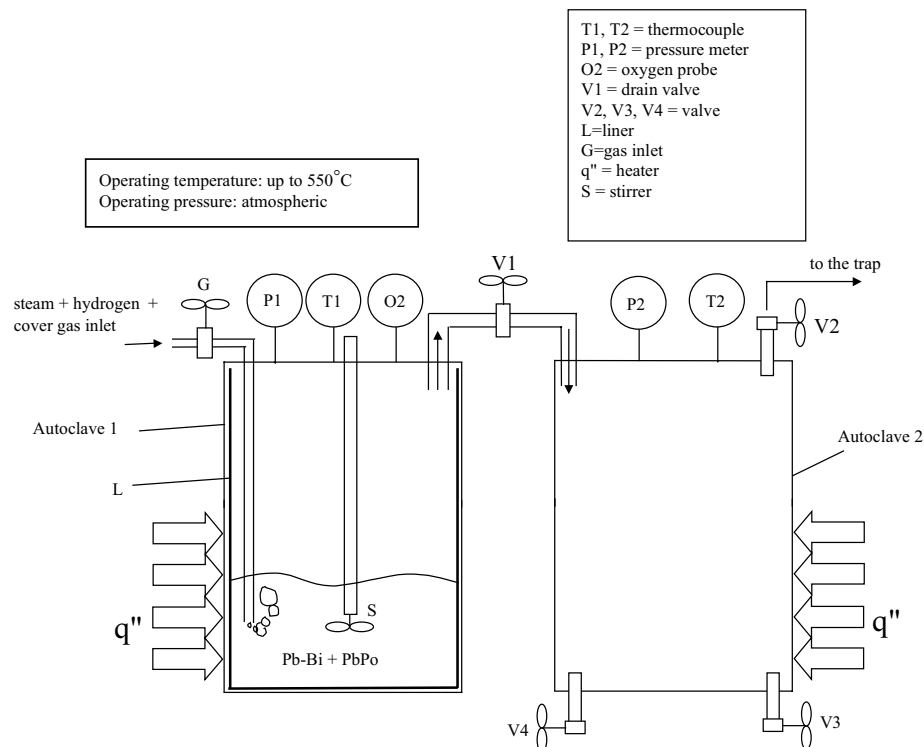 T1, T2 = thermocouple
P1, P2 = pressure meter
O2 = oxygen probe
V1 = drain valve
V2, V3, V4 = valve
L=liner
G=gas inlet
q" = heater
S = stirrer
Operating temperature: up to 550°C
Operating pressure: atmospheric
V1
to the trap
G
steam + hydrogen +
cover gas inlet
P1
T1
O2
P2
T2
V2
Autoclave 1
Autoclave 2
L
S
q"
q"
Pb-Bi + PbPo
V4
V3